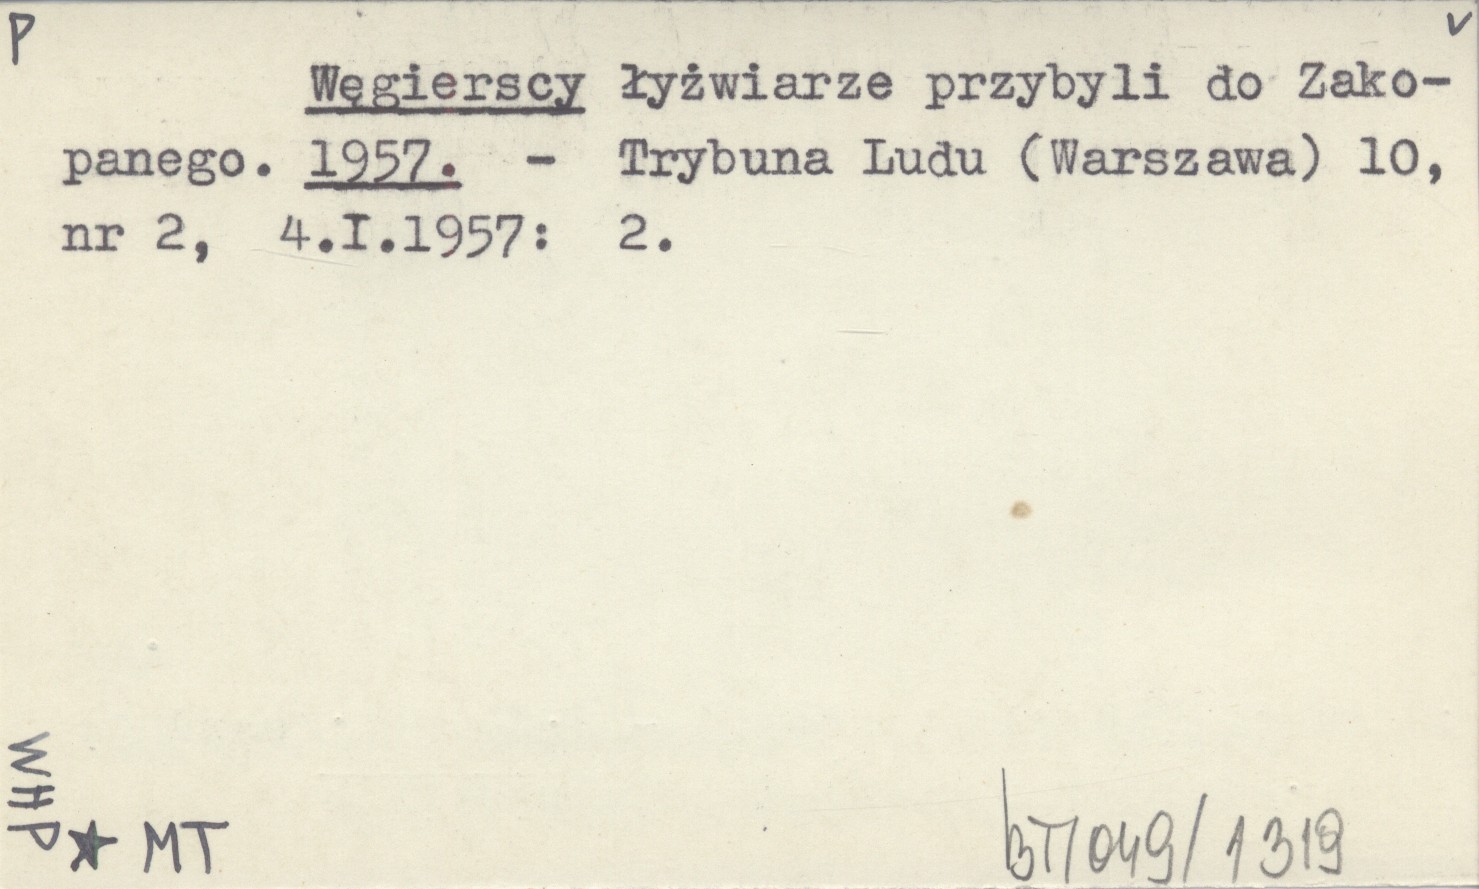 P
v
Węgierscy łyżwiarze przybyli do Zako-
panego. 1957. - Trybuna Ludu (Warszawa) 10,
nr 2, 4.I.1957: 2.
WHP
★ MT
BT/049/1319